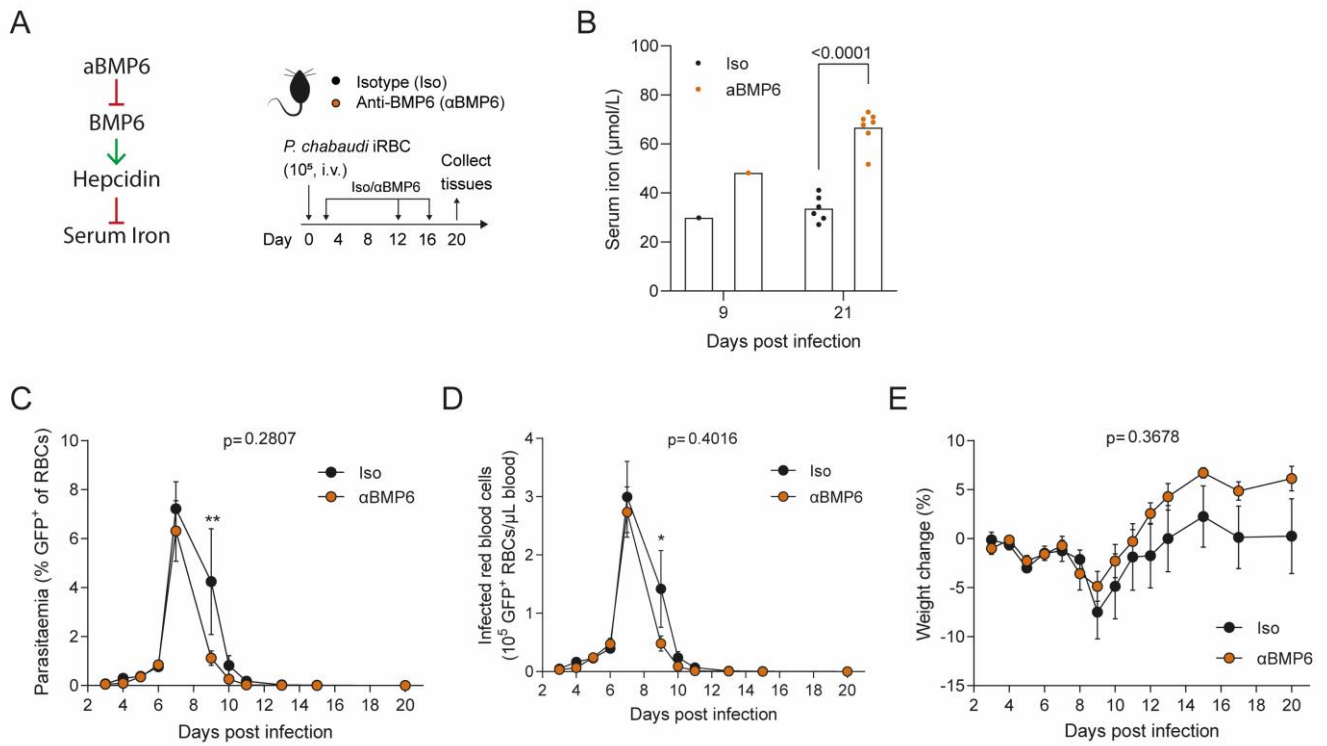 A
aBMP6
BMP6
Hepcidin
Serum Iron
Isotype (Iso)
Anti-BMP6 (αBMP6)
P. chabaudi iRBC
(10⁵, i.v.)
Iso/αBMP6
Collect
tissues
Day 0 4 8 12 16 20
B
<0.0001
Iso
aBMP6
Serum iron (µmol/L)
100
80
60
40
20
0
9 21
Days post infection
C
p=0.2807
Parasitaemia (% GFP⁺ of RBCs)
10
8
6
4
2
0
Iso
αBMP6
**
2 4 6 8 10 12 14 16 18 20
Days post infection
D
p=0.4016
Infected red blood cells
(10⁵ GFP⁺ RBCs/µL blood)
4
3
2
1
0
Iso
αBMP6
*
2 4 6 8 10 12 14 16 18 20
Days post infection
E
p=0.3678
Weight change (%)
10
5
0
-5
-10
-15
Iso
αBMP6
2 4 6 8 10 12 14 16 18 20
Days post infection